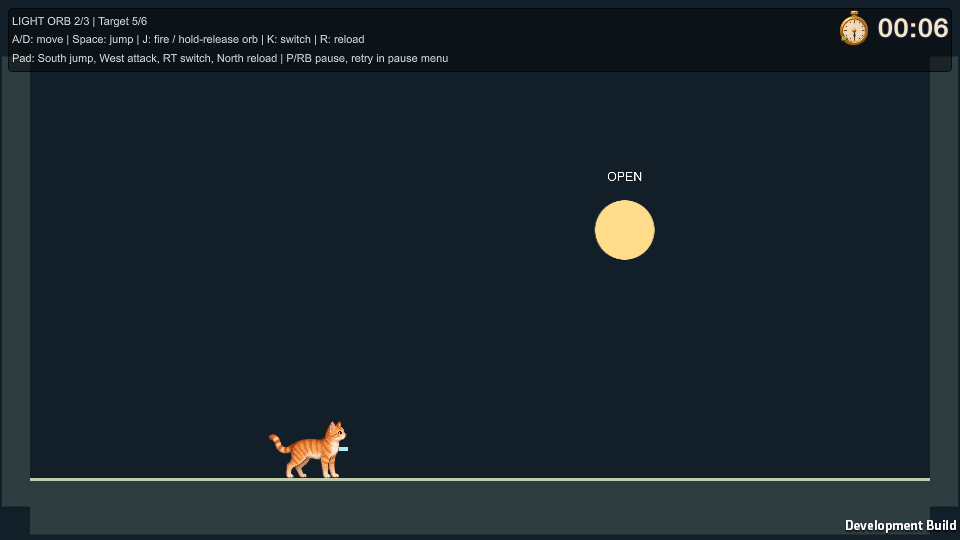 LIGHT ORB 2/3 | Target 5/6
00:06
A/D: move | Space: jump | J: fire / hold-release orb | K: switch | R: reload
Pad: South jump, West attack, RT switch, North reload | P/RB pause, retry in pause menu
OPEN
Development Build